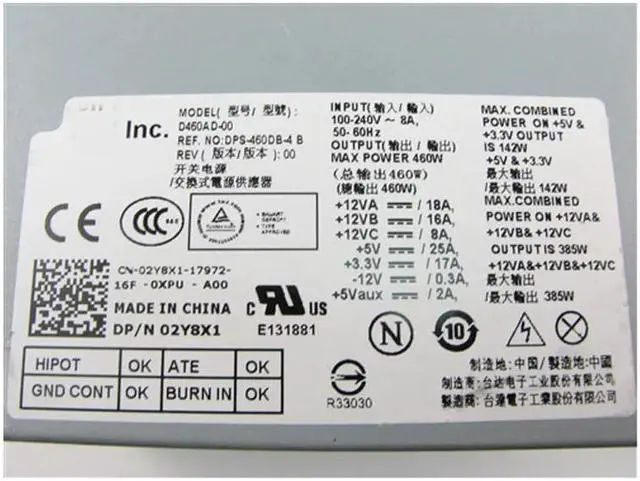 Inc.
MODEL( 型号/ 型號) :
D460AD-00
REF. NO:DPS-460DB-4 B
REV ( 版本/ 版本) : 00
开关电源
/交換式電源供應器
INPUT(输入/ 輸入)
100-240V ~ 8A,
50- 60Hz
OUTPUT(输出 / 輸出)
MAX POWER 460W
(总输出460W)
(總輸出 460W)
+12VA / 18A,
+12VB / 16A,
+12VC / 8A,
+5V / 25A,
+3.3V / 17A,
-12V / 0.3A,
+5Vaux / 2A,
MAX. COMBINED
POWER ON +5V &
+3.3V OUTPUT
IS 142W
+5V & +3.3V
最大输出
/最大輸出 142W
MAX.COMBINED
POWER ON +12VA&
+12VB& +12VC
OUTPUT IS 385W
+12VA&+12VB&+12VC
最大输出
/最大輸出 385W
CE
CCC
CN-02Y8X1-17972-
16F -0XPU - A00
MADE IN CHINA
DP/N 02Y8X1
C US
E131881
N
10
HIPOT OK ATE OK
GND CONT OK BURN IN OK
R33030
制造地: 中国/ 製造地: 中國
制造商: 台达电子工业股份有限公司
製造商: 台達電子工業股份有限公司